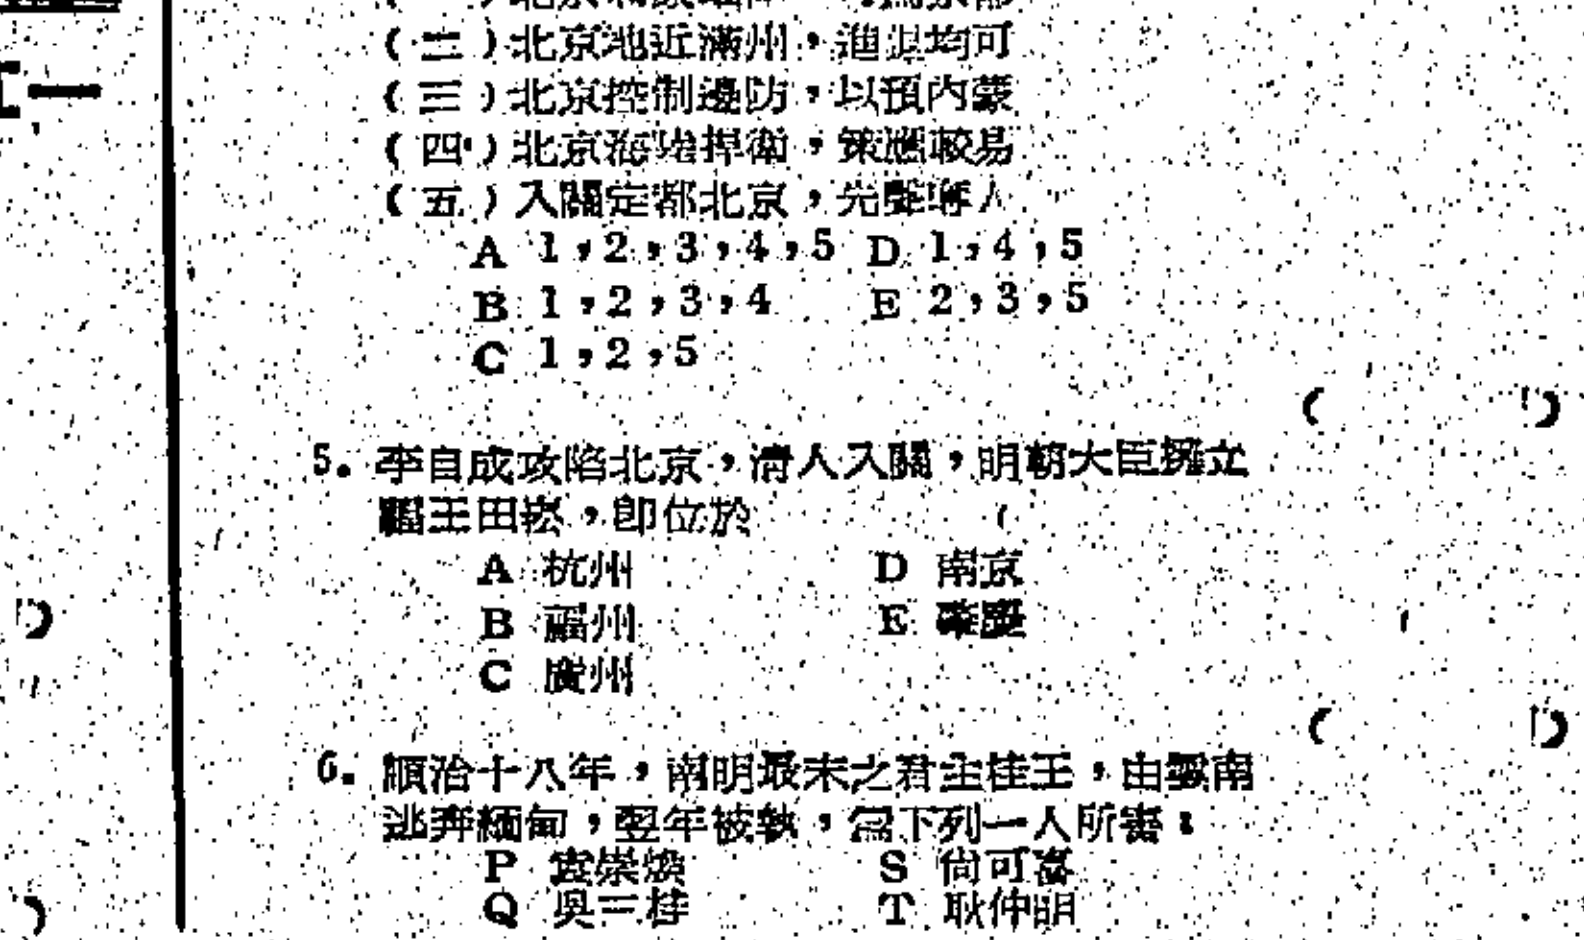 (二)北京地近滿州，進退均可
(三)北京控制邊防，以預內蒙
(四)北京海陸捍衛，策應較易
(五)入關定都北京，先聲奪人
A 1，2，3，4，5 D 1，4，5
B 1，2，3，4 E 2，3，5
C 1，2，5
( )
5. 李自成攻陷北京，清人入關，明朝大臣擁立
福王由崧，即位於
A 杭州 D 南京
B 福州 E 肇慶
C 廣州
( )
6. 順治十八年，南明最末之君主桂王，由雲南
逃奔緬甸，翌年被執，為下列一人所害：
P 袁崇煥 S 尚可喜
Q 吳三桂 T 耿仲明